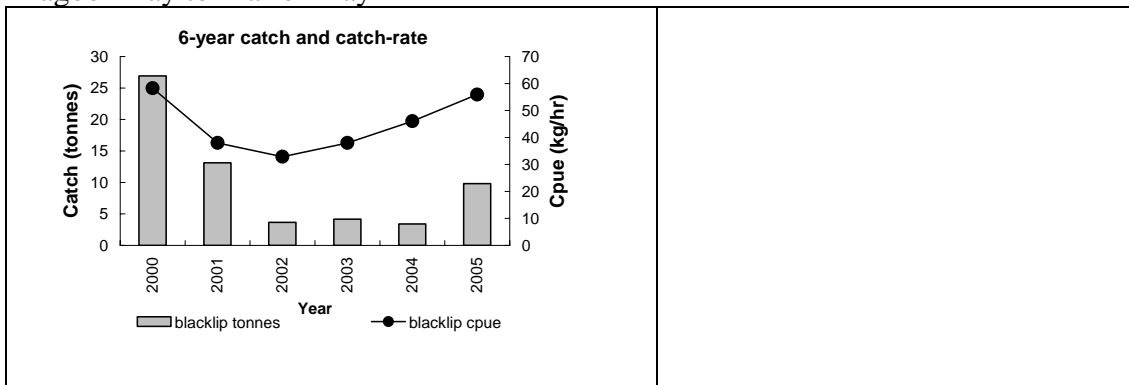 6-year catch and catch-rate
30
25
20
15
10
5
0
Catch (tonnes)
70
60
50
40
30
20
10
0
Cpue (kg/hr)
2000 2001 2002 2003 2004 2005
Year
blacklip tonnes blacklip cpue